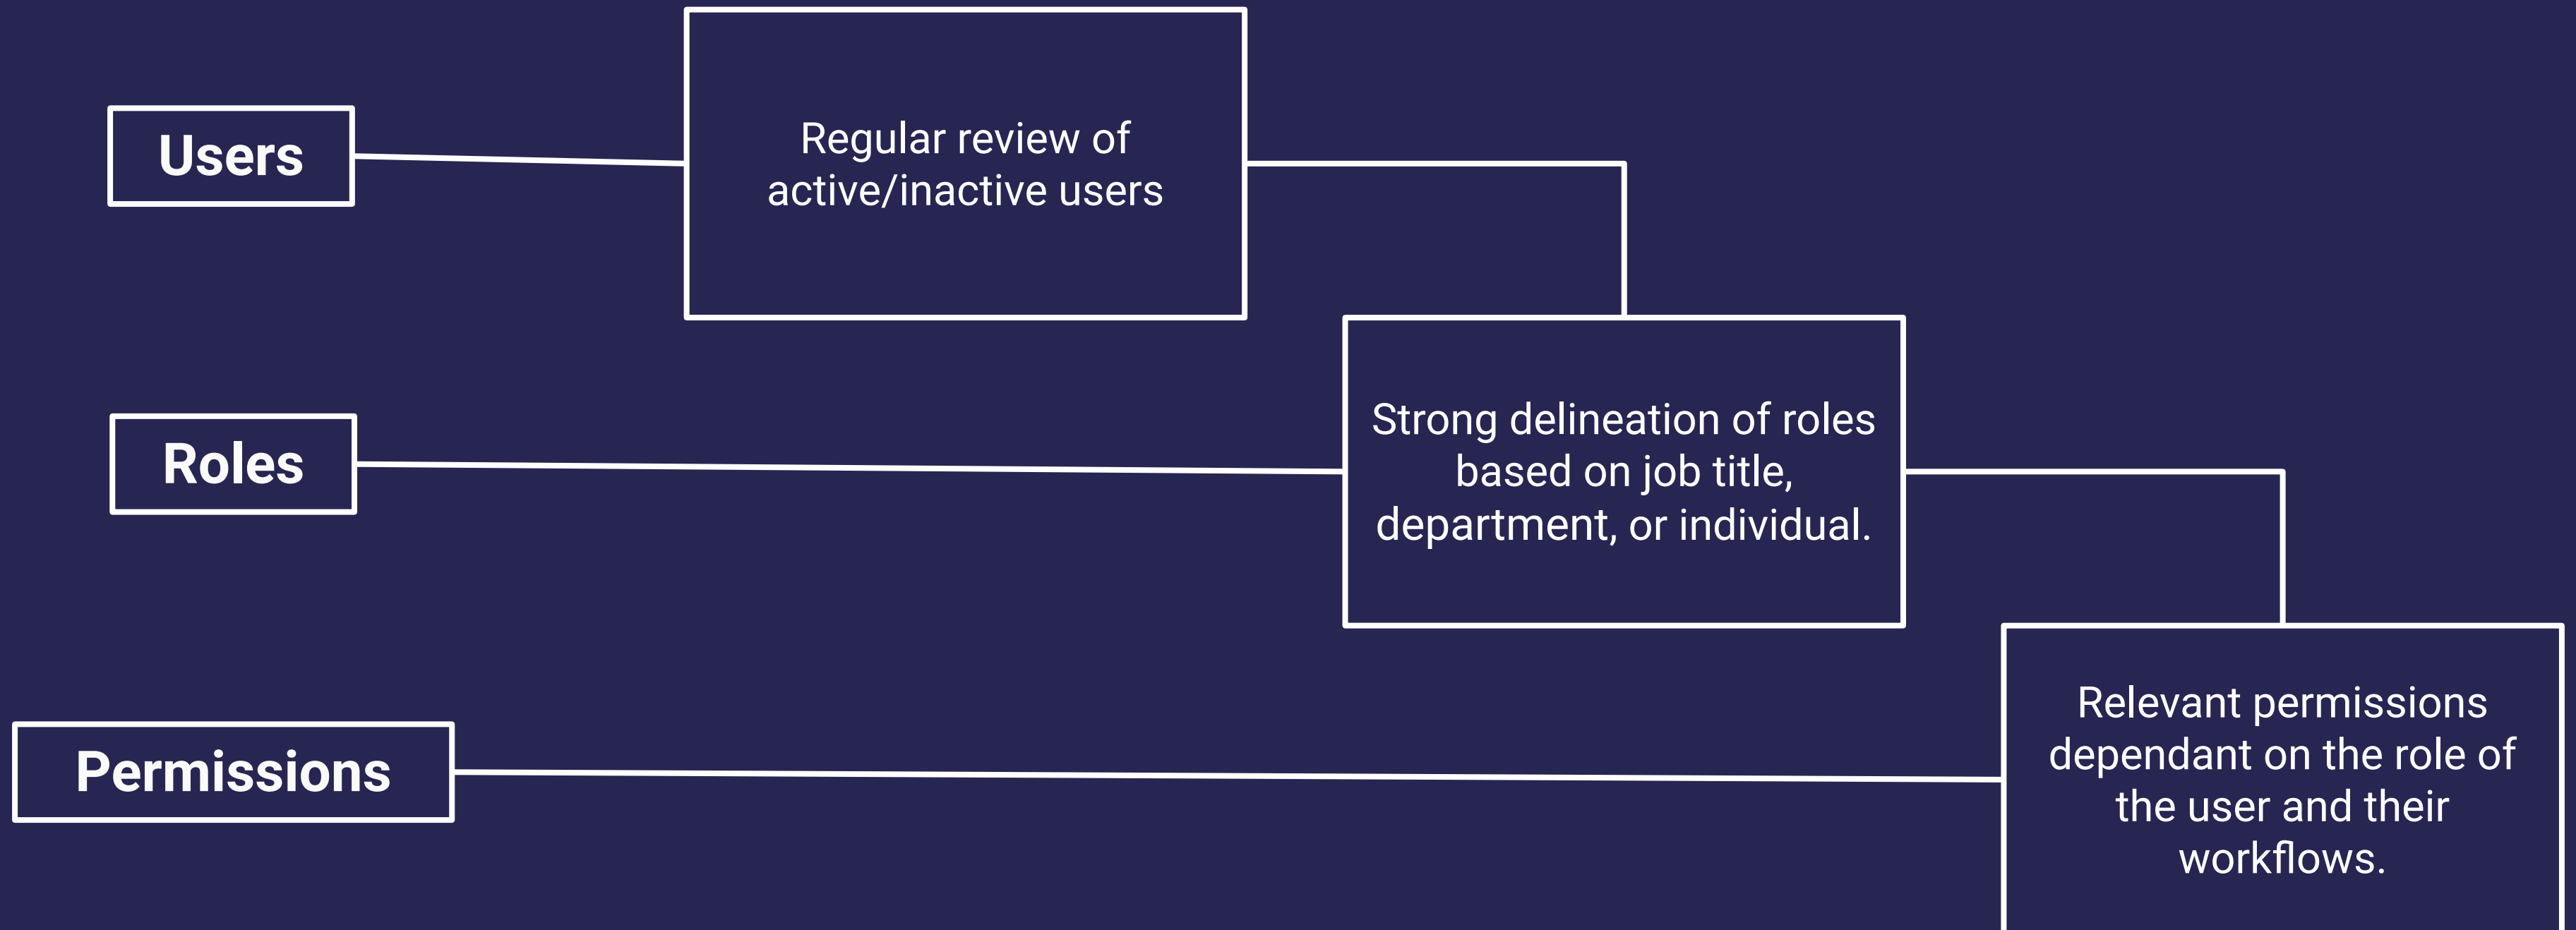 Users
Regular review of
active/inactive users
Roles
Strong delineation of roles
based on job title,
department, or individual.
Permissions
Relevant permissions
dependant on the role of
the user and their
workflows.